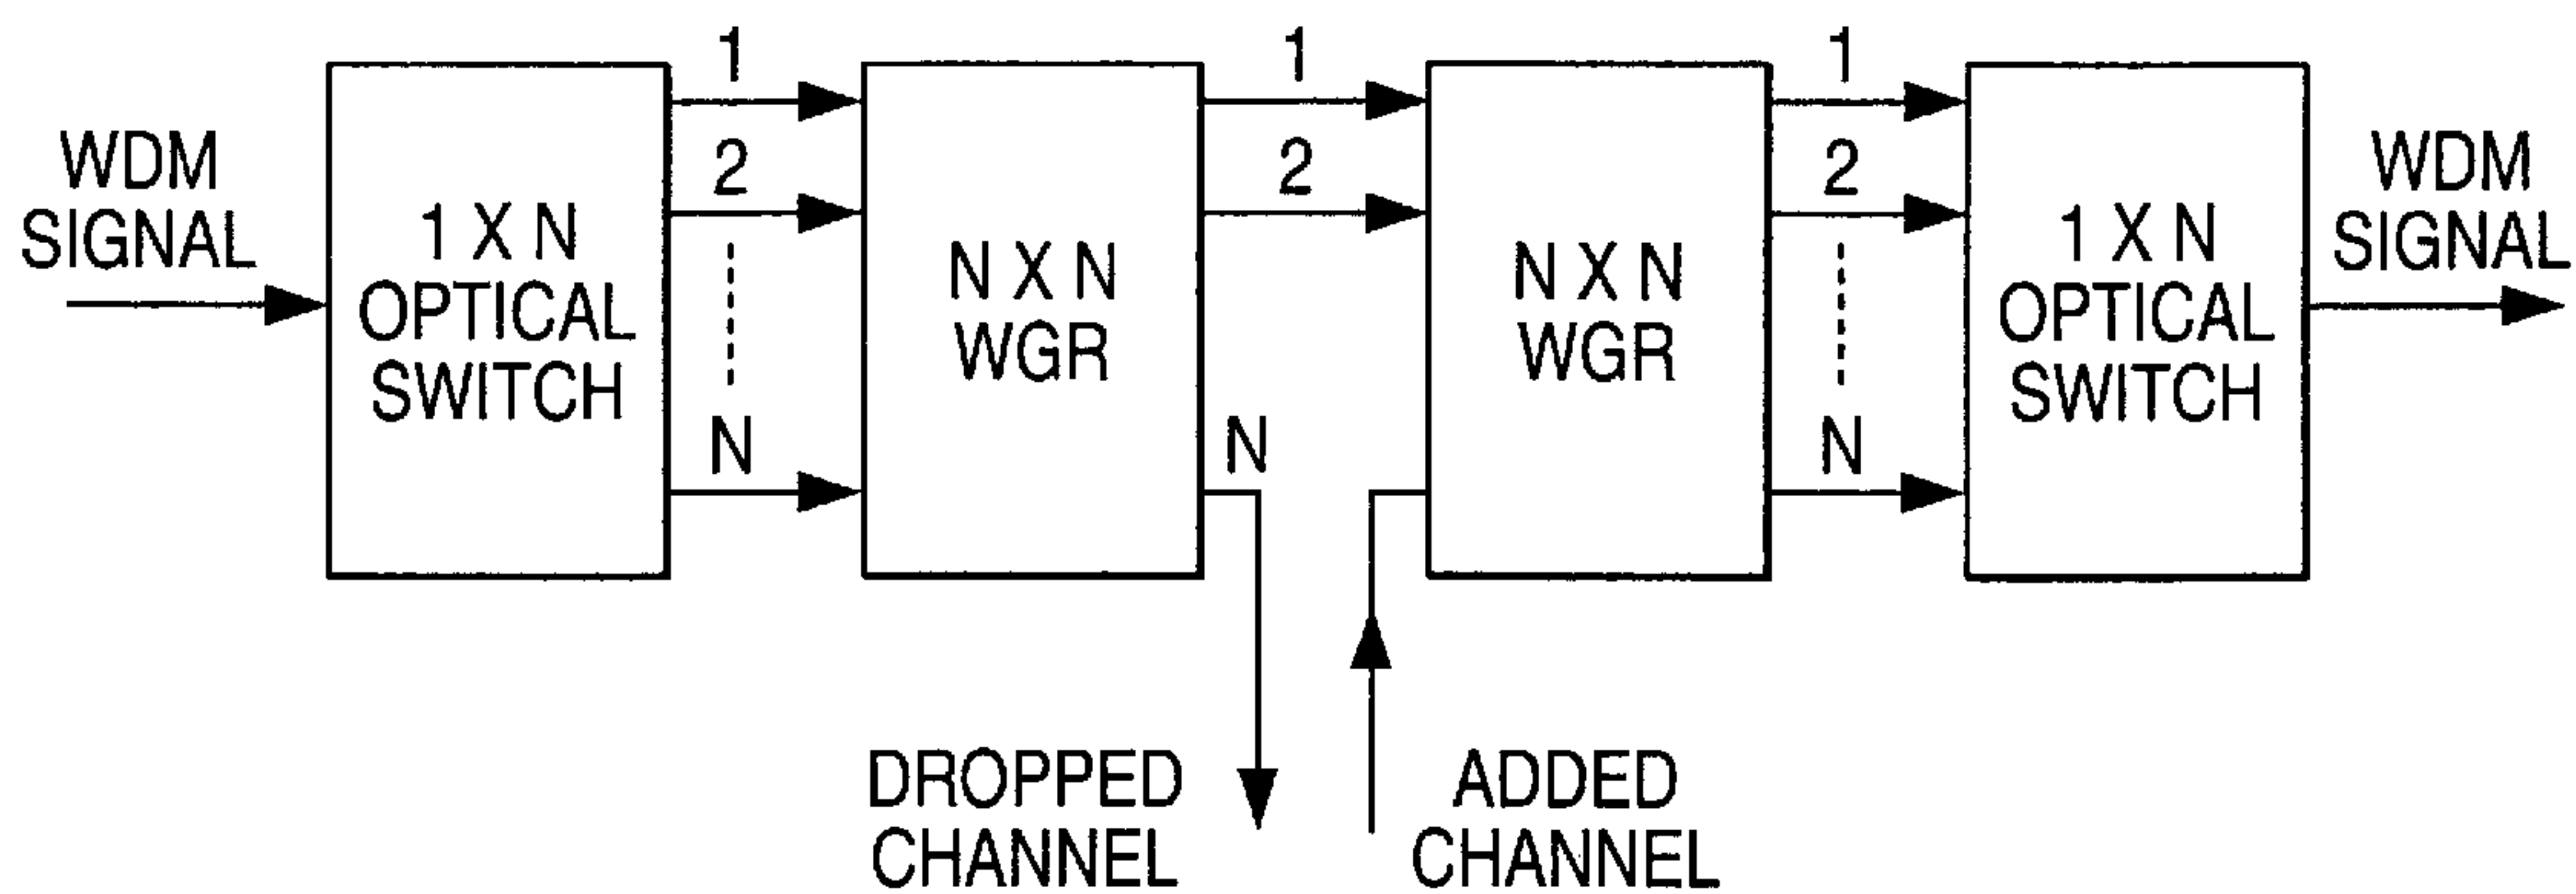 1
1
1
WDM
SIGNAL
2
2
2
WDM
SIGNAL
1 X N
OPTICAL
SWITCH
N X N
WGR
N X N
WGR
1 X N
OPTICAL
SWITCH
N
N
N
DROPPED
CHANNEL
ADDED
CHANNEL